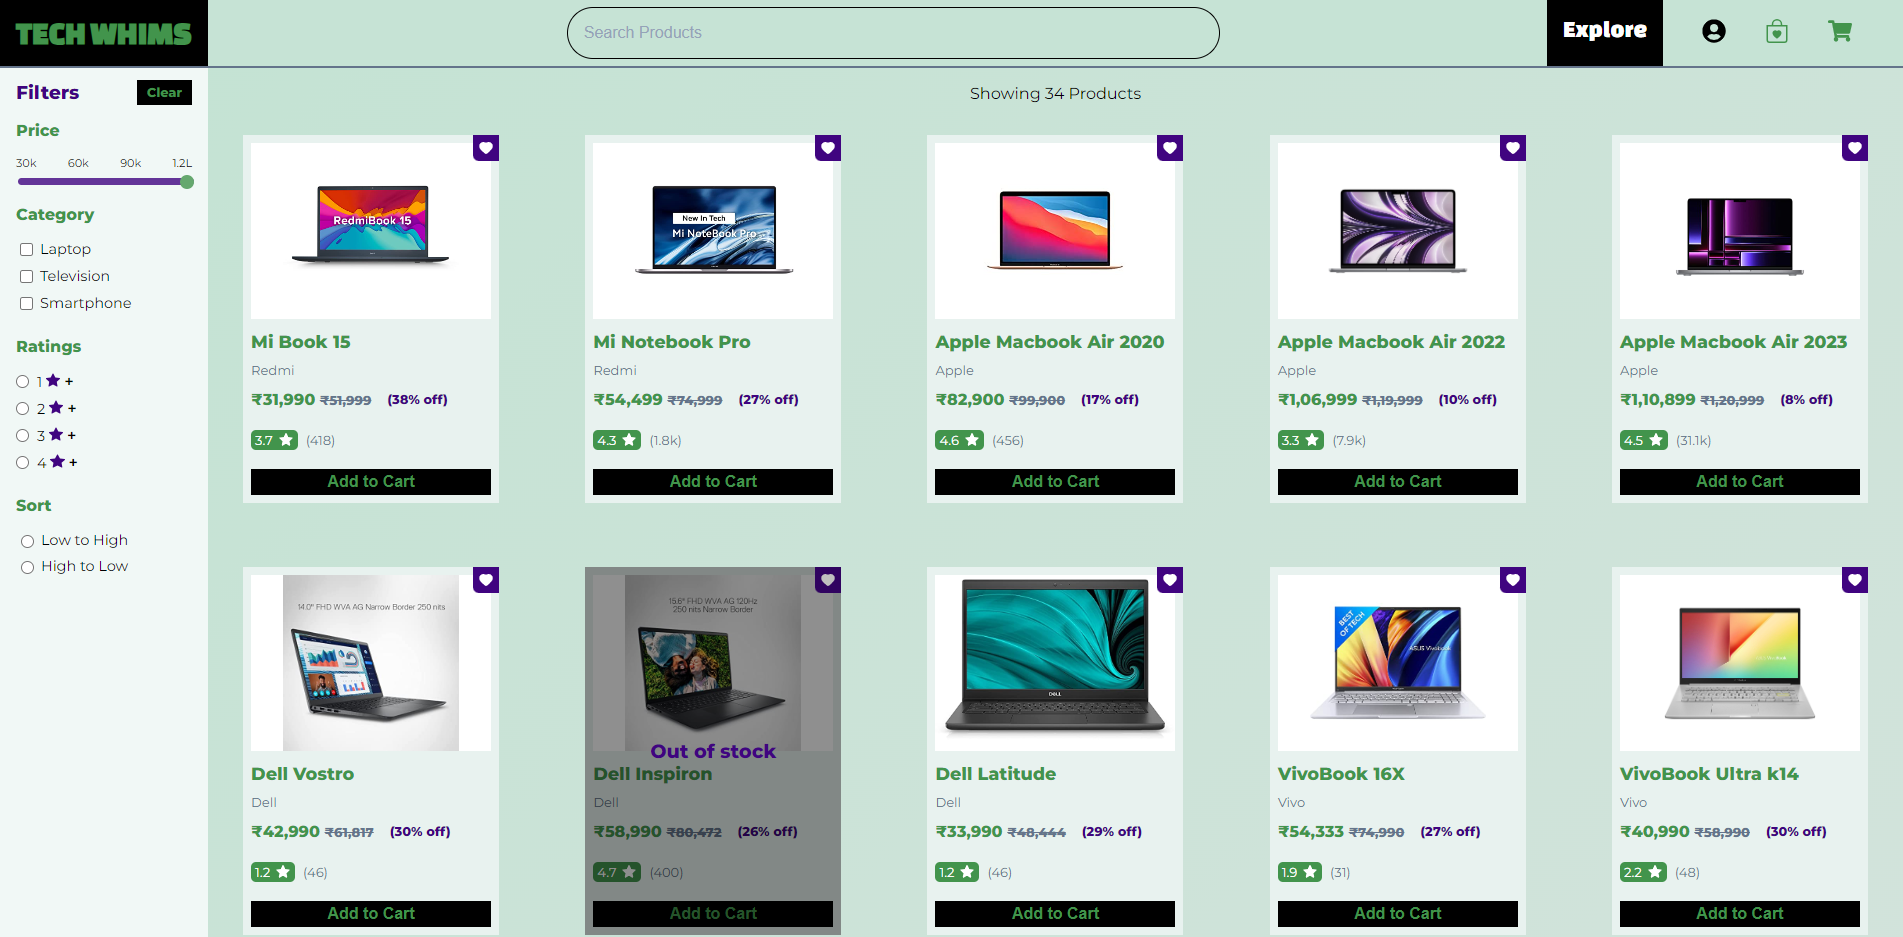 TECH WHIMS
Search Products
Explore
Filters
Clear
Price
30k 60k 90k 1.2L
Category
Laptop
Television
Smartphone
Ratings
1 +
2 +
3 +
4 +
Sort
Low to High
High to Low
Showing 34 Products
RedmiBook 15
Mi Book 15
Redmi
₹31,990 ₹51,999 (38% off)
3.7 (418)
Add to Cart
New In Tech
Mi NoteBook Pro
Mi Notebook Pro
Redmi
₹54,499 ₹74,999 (27% off)
4.3 (1.8k)
Add to Cart
Apple Macbook Air 2020
Apple
₹82,900 ₹99,900 (17% off)
4.6 (456)
Add to Cart
Apple Macbook Air 2022
Apple
₹1,06,999 ₹1,19,999 (10% off)
3.3 (7.9k)
Add to Cart
Apple Macbook Air 2023
Apple
₹1,10,899 ₹1,20,999 (8% off)
4.5 (31.1k)
Add to Cart
14.0" FHD WVA AG Narrow Border 250 nits
Dell Vostro
Dell
₹42,990 ₹61,817 (30% off)
1.2 (46)
Add to Cart
15.6" FHD WVA AG 120Hz
250 nits Narrow Border
Out of stock
Dell Inspiron
Dell
₹58,990 ₹80,472 (26% off)
4.7 (400)
Add to Cart
DELL
Dell Latitude
Dell
₹33,990 ₹48,444 (29% off)
1.2 (46)
Add to Cart
BEST
OF TECH
ASUS Vivobook
VivoBook 16X
Vivo
₹54,333 ₹74,990 (27% off)
1.9 (31)
Add to Cart
VivoBook Ultra k14
Vivo
₹40,990 ₹58,990 (30% off)
2.2 (48)
Add to Cart